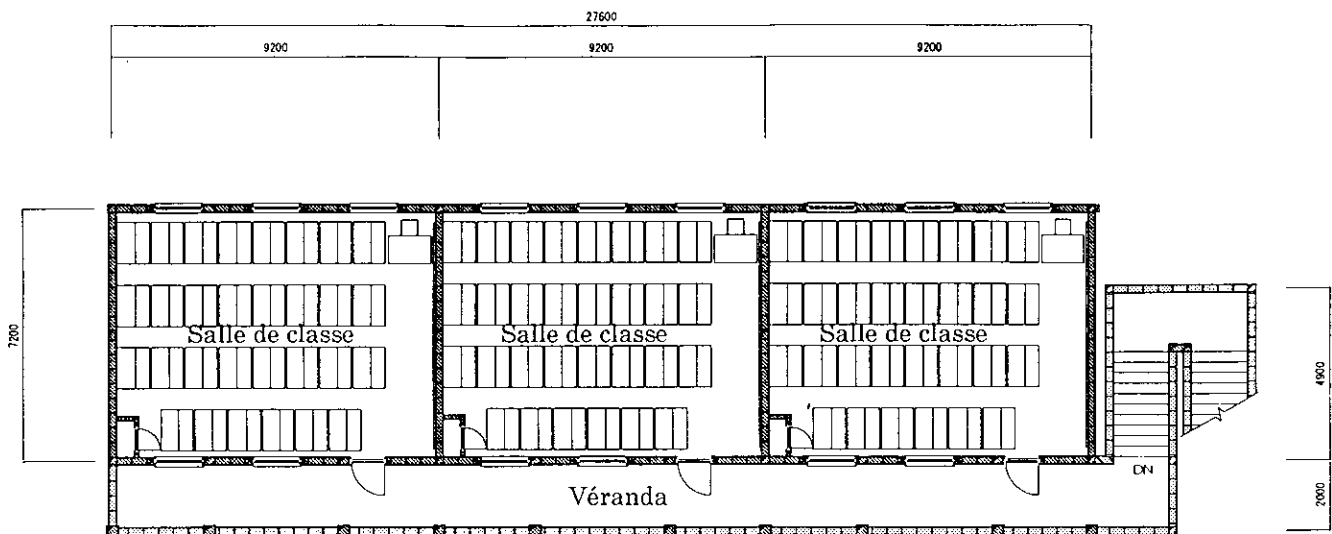 27600
9200
9200
9200
7200
Salle de classe
Salle de classe
Salle de classe
4900
DN
Véranda
2000